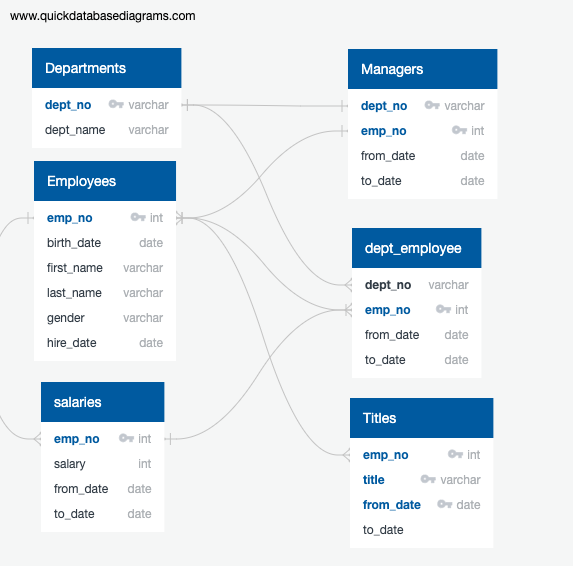 www.quickdatabasediagrams.com
Departments
dept_no varchar
dept_name varchar
Employees
emp_no int
birth_date date
first_name varchar
last_name varchar
gender varchar
hire_date date
salaries
emp_no int
salary int
from_date date
to_date date
Managers
dept_no varchar
emp_no int
from_date date
to_date date
dept_employee
dept_no varchar
emp_no int
from_date date
to_date date
Titles
emp_no int
title varchar
from_date date
to_date